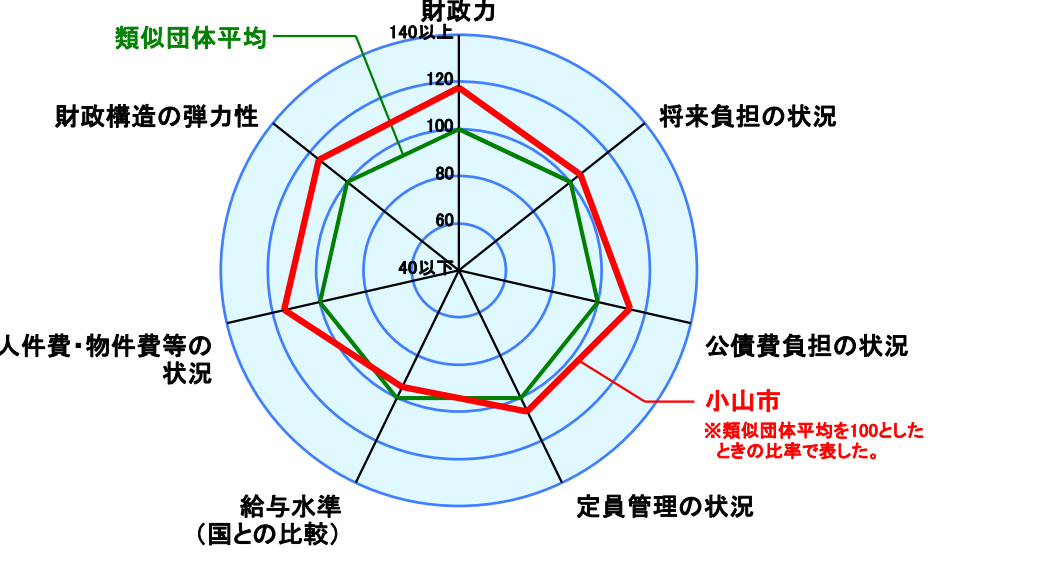 財政力
140以上
類似団体平均
120
財政構造の弾力性
将来負担の状況
100
80
60
40以下
人件費・物件費等の
状況
公債費負担の状況
小山市
※類似団体平均を100とした
ときの比率で表した。
給与水準
（国との比較）
定員管理の状況